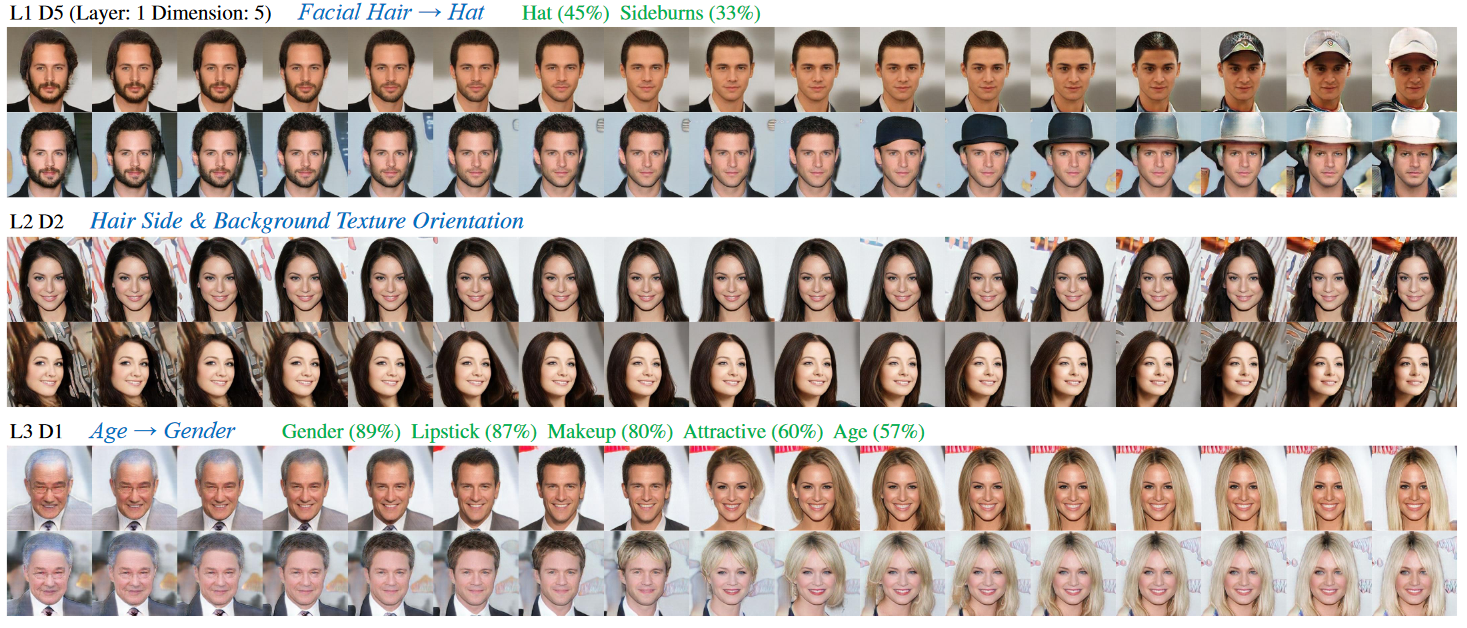 L1 D5 (Layer: 1 Dimension: 5) Facial Hair → Hat Hat (45%) Sideburns (33%)
L2 D2 Hair Side & Background Texture Orientation
L3 D1 Age → Gender Gender (89%) Lipstick (87%) Makeup (80%) Attractive (60%) Age (57%)